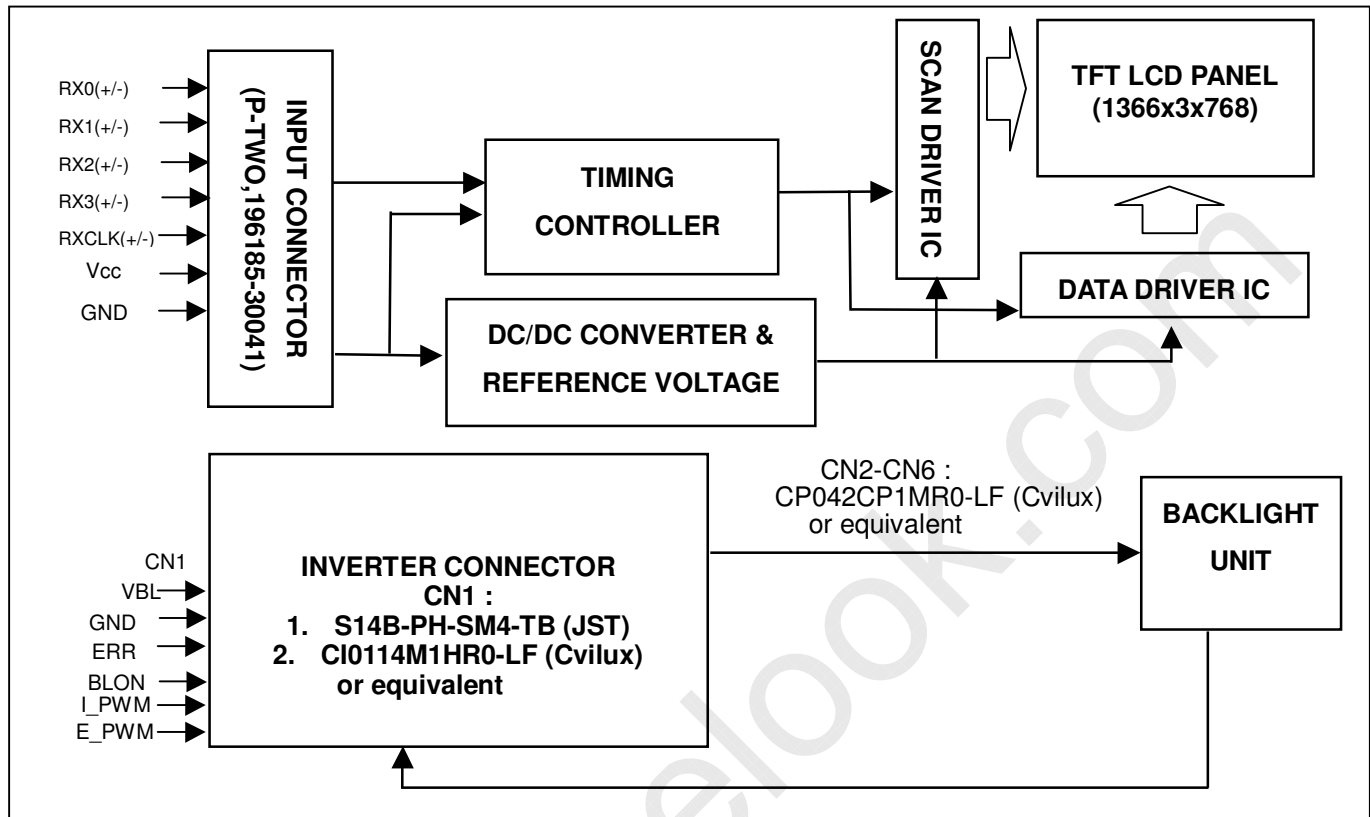 RX0(+/-)
RX1(+/-)
RX2(+/-)
RX3(+/-)
RXCLK(+/-)
Vcc
GND
INPUT CONNECTOR
(P-TWO,196185-30041)
TIMING
CONTROLLER
DC/DC CONVERTER &
REFERENCE VOLTAGE
SCAN DRIVER IC
TFT LCD PANEL
(1366x3x768)
DATA DRIVER IC
CN1
VBL
GND
ERR
BLON
I_PWM
E_PWM
INVERTER CONNECTOR
CN1 :
1. S14B-PH-SM4-TB (JST)
2. CI0114M1HR0-LF (Cvilux)
or equivalent
CN2-CN6 :
CP042CP1MR0-LF (Cvilux)
or equivalent
BACKLIGHT
UNIT
elook.com